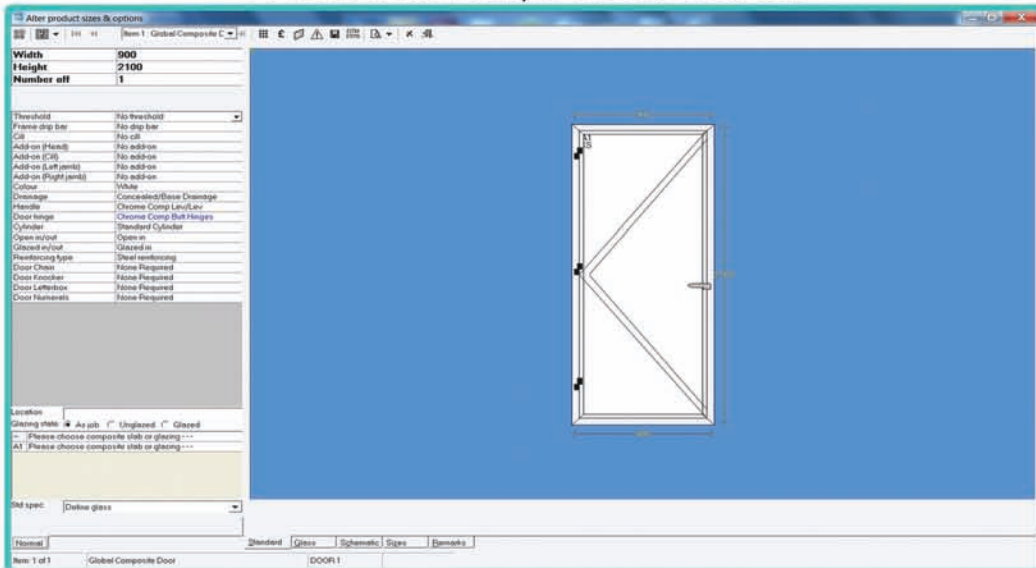 Alter product sizes & options
Item 1 : Global Composite D
Width 900
Height 2100
Number off 1
Threshold No threshold
Frame drip bar No drip bar
Cill No cill
Add-on (Head) No add-on
Add-on (Cill) No add-on
Add-on (Left jamb) No add-on
Add-on (Right jamb) No add-on
Colour White
Drainage Concealed/Base Drainage
Handle Chrome Comp Lev/Lev
Door hinge Chrome Comp Butt Hinges
Cylinder Standard Cylinder
Open in/out Open in
Glazed in/out Glazed in
Reinforcing type Steel reinforcing
Door Chain None Required
Door Knocker None Required
Door Letterbox None Required
Door Numerals None Required
Location
Glazing state As job Unglazed Glazed
-- Please choose composite slab or glazing ---
A1 Please choose composite slab or glazing ---
Std spec. Define glass
Normal
Standard Glass Schematic Sizes Remarks
Item: 1 of 1 Global Composite Door DOOR1